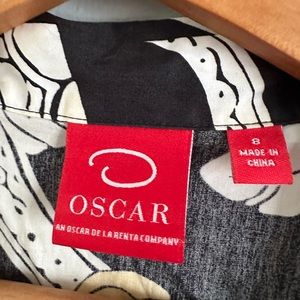 OSCAR
AN OSCAR DE LA RENTA COMPANY
8
MADE IN
CHINA